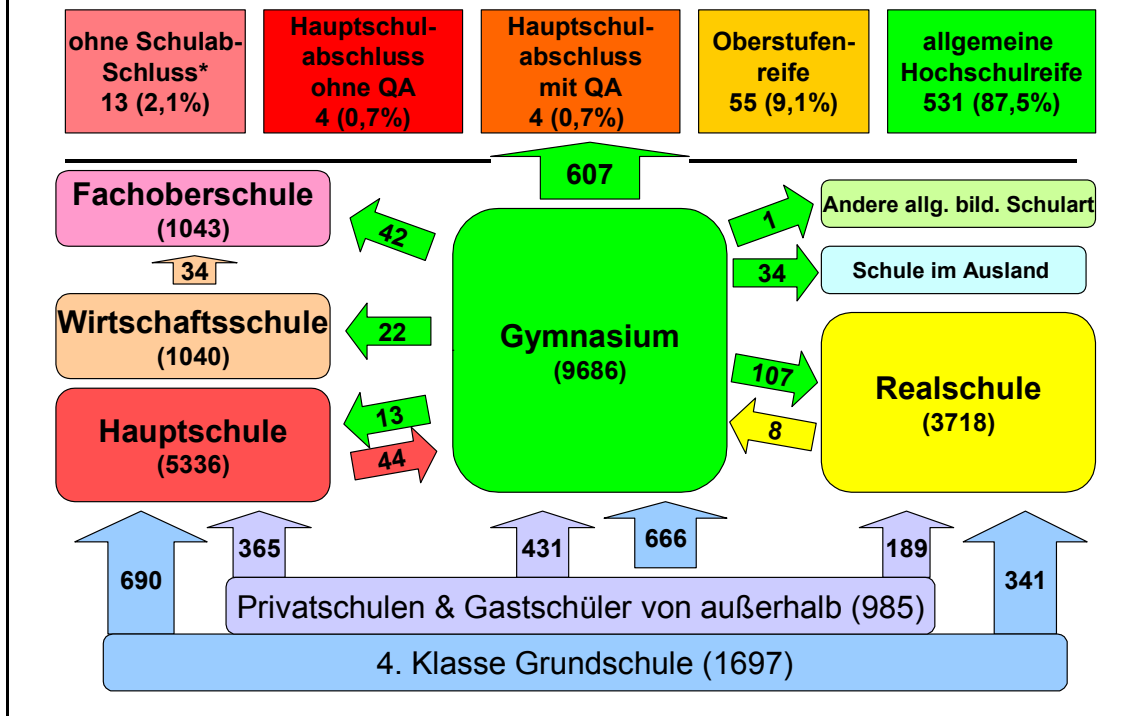 ohne Schulab-
Schluss*
13 (2,1%)
Hauptschul-
abschluss
ohne QA
4 (0,7%)
Hauptschul-
abschluss
mit QA
4 (0,7%)
Oberstufen-
reife
55 (9,1%)
allgemeine
Hochschulreife
531 (87,5%)
607
Fachoberschule
(1043)
42
1
Andere allg. bild. Schulart
34
34
Schule im Ausland
Wirtschaftsschule
(1040)
22
Gymnasium
(9686)
107
Realschule
(3718)
8
Hauptschule
(5336)
13
44
690
365
431
666
189
341
Privatschulen & Gastschüler von außerhalb (985)
4. Klasse Grundschule (1697)